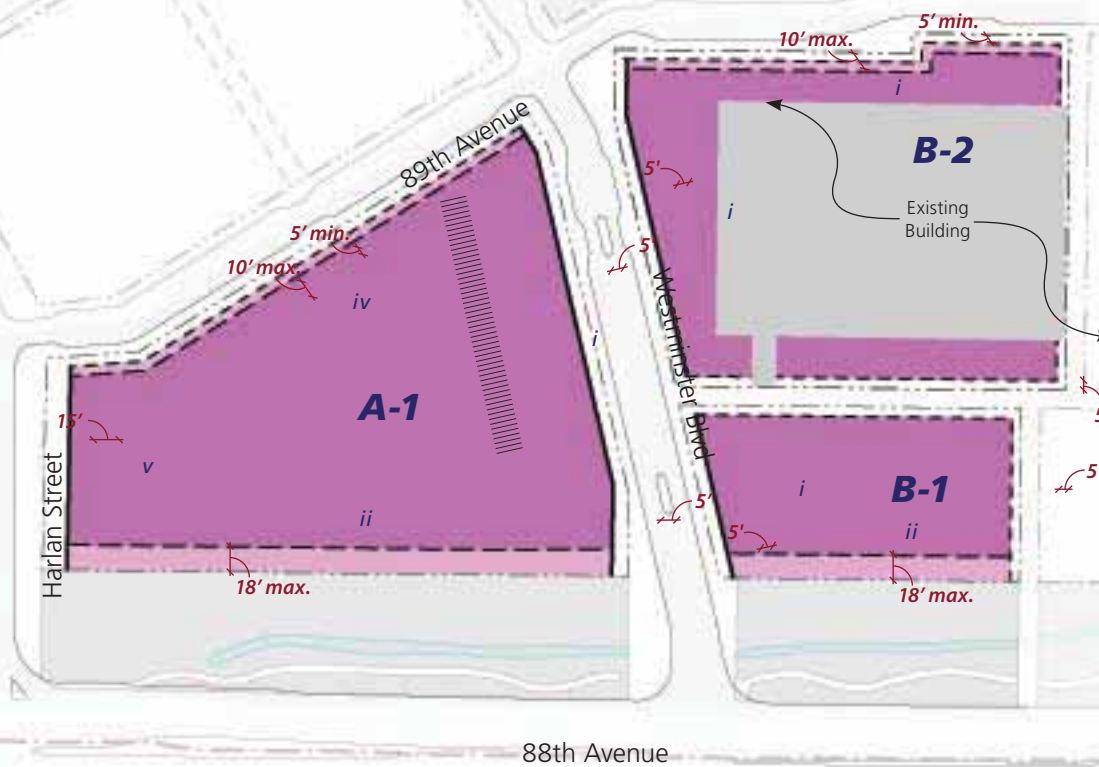 5' min.
10' max.
i
B-2
89th Avenue
5'
i
Existing
Building
5' min.
5'
10' max.
iv
Westminster Blvd
i
A-1
15'
v
Harlan Street
ii
5'
i
B-1
5'
ii
5
18' max.
18' max.
88th Avenue